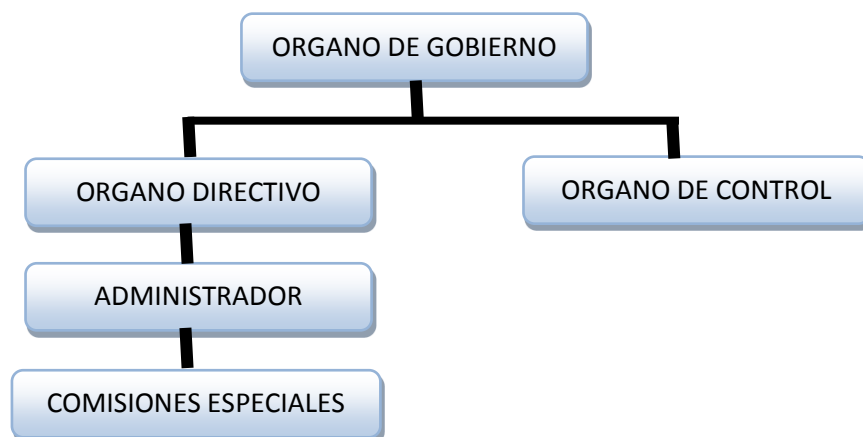 ORGANO DE GOBIERNO
ORGANO DIRECTIVO
ORGANO DE CONTROL
ADMINISTRADOR
COMISIONES ESPECIALES